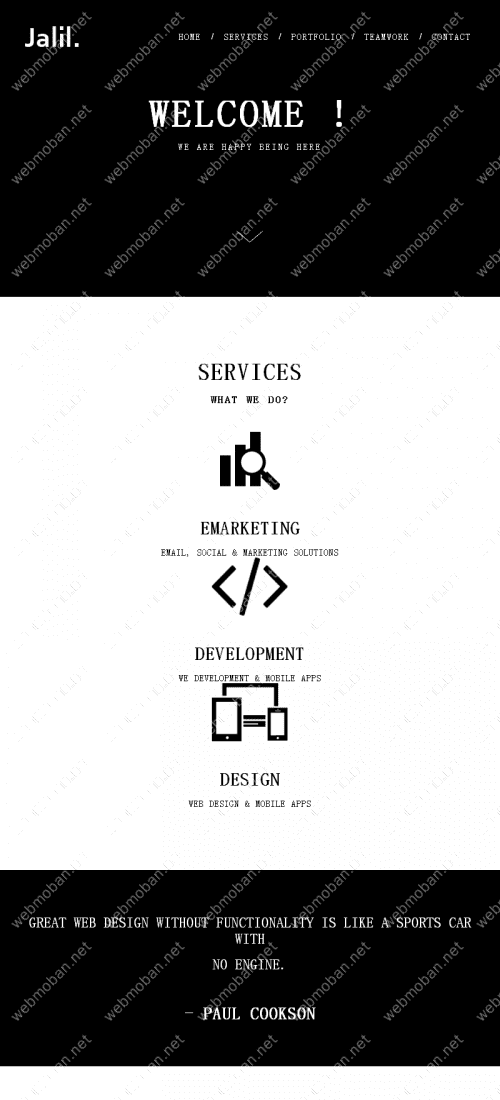 Jalil.
HOME / SERVICES / PORTFOLIO / TEAMWORK / CONTACT
WELCOME !
WE ARE HAPPY BEING HERE
SERVICES
WHAT WE DO?
EMARKETING
EMAIL, SOCIAL & MARKETING SOLUTIONS
</>
DEVELOPMENT
WE DEVELOPMENT & MOBILE APPS
DESIGN
WEB DESIGN & MOBILE APPS
GREAT WEB DESIGN WITHOUT FUNCTIONALITY IS LIKE A SPORTS CAR
WITH
NO ENGINE.
— PAUL COOKSON
webmoban.net